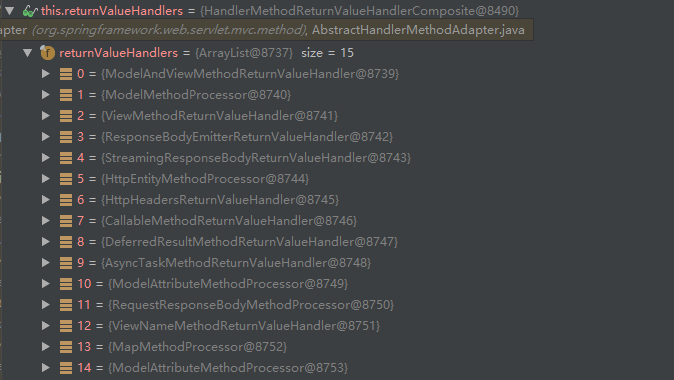 this.returnValueHandlers = {HandlerMethodReturnValueHandlerComposite@8490}
apter (org.springframework.web.servlet.mvc.method), AbstractHandlerMethodAdapter.java
f returnValueHandlers = {ArrayList@8737} size = 15
0 = {ModelAndViewMethodReturnValueHandler@8739}
1 = {ModelMethodProcessor@8740}
2 = {ViewMethodReturnValueHandler@8741}
3 = {ResponseBodyEmitterReturnValueHandler@8742}
4 = {StreamingResponseBodyReturnValueHandler@8743}
5 = {HttpEntityMethodProcessor@8744}
6 = {HttpHeadersReturnValueHandler@8745}
7 = {CallableMethodReturnValueHandler@8746}
8 = {DeferredResultMethodReturnValueHandler@8747}
9 = {AsyncTaskMethodReturnValueHandler@8748}
10 = {ModelAttributeMethodProcessor@8749}
11 = {RequestResponseBodyMethodProcessor@8750}
12 = {ViewNameMethodReturnValueHandler@8751}
13 = {MapMethodProcessor@8752}
14 = {ModelAttributeMethodProcessor@8753}